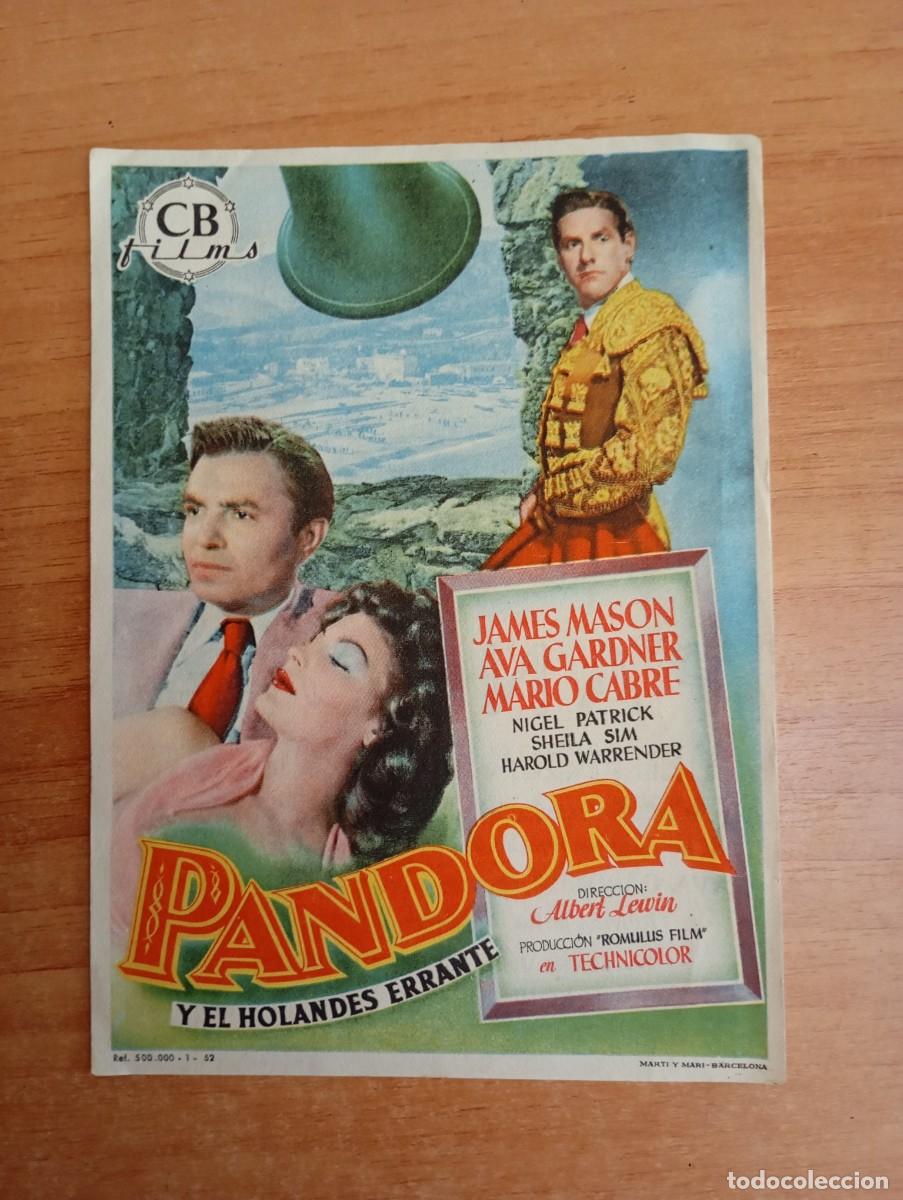 CB
films
JAMES MASON
AVA GARDNER
MARIO CABRE
NIGEL PATRICK
SHEILA SIM
HAROLD WARRENDER
PANDORA
Y EL HOLANDES ERRANTE
DIRECCION:
Albert Lewin
PRODUCCIÓN "ROMULUS FILM"
en TECHNICOLOR
Ref. 500.000 - 1 - 52
MARTI Y MARI - BARCELONA
todocoleccion